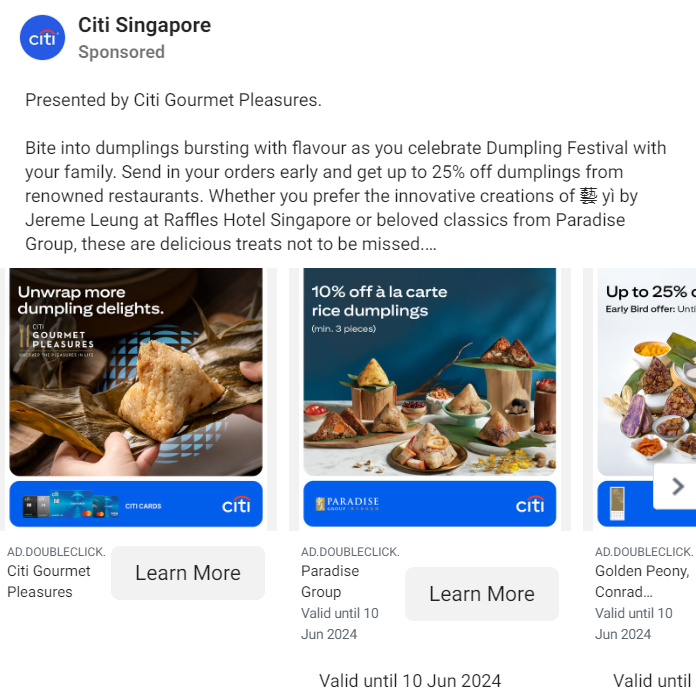 Citi Singapore
citi
Sponsored
Presented by Citi Gourmet Pleasures.
Bite into dumplings bursting with flavour as you celebrate Dumpling Festival with
your family. Send in your orders early and get up to 25% off dumplings from
renowned restaurants. Whether you prefer the innovative creations of 藝 yì by
Jereme Leung at Raffles Hotel Singapore or beloved classics from Paradise
Group, these are delicious treats not to be missed....
Unwrap more
dumpling delights.
CITI
GOURMET
PLEASURES
UNCOVER THE PLEASURES IN LIFE
CITI CARDS
citi
AD.DOUBLECLICK.
Citi Gourmet
Pleasures
Learn More
10% off à la carte
rice dumplings
(min. 3 pieces)
PARADISE
GROUP
citi
AD.DOUBLECLICK.
Paradise
Group
Valid until 10
Jun 2024
Learn More
Valid until 10 Jun 2024
Up to 25%
Early Bird offer:
AD.DOUBLECLICK.
Golden Peony,
Conrad...
Valid until 10
Jun 2024
Valid until